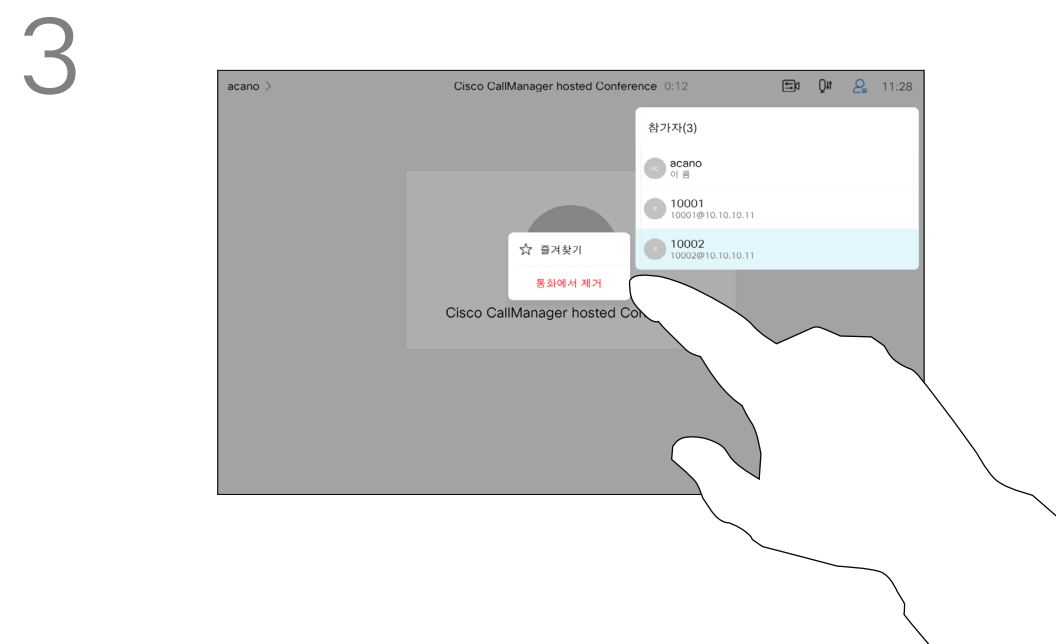 3
acano >
Cisco CallManager hosted Conference 0:12
11:28
참가자(3)
AC
acano
이 름
10001
10001@10.10.10.11
10002
10002@10.10.10.11
즐겨찾기
통화에서 제거
Cisco CallManager hosted Con